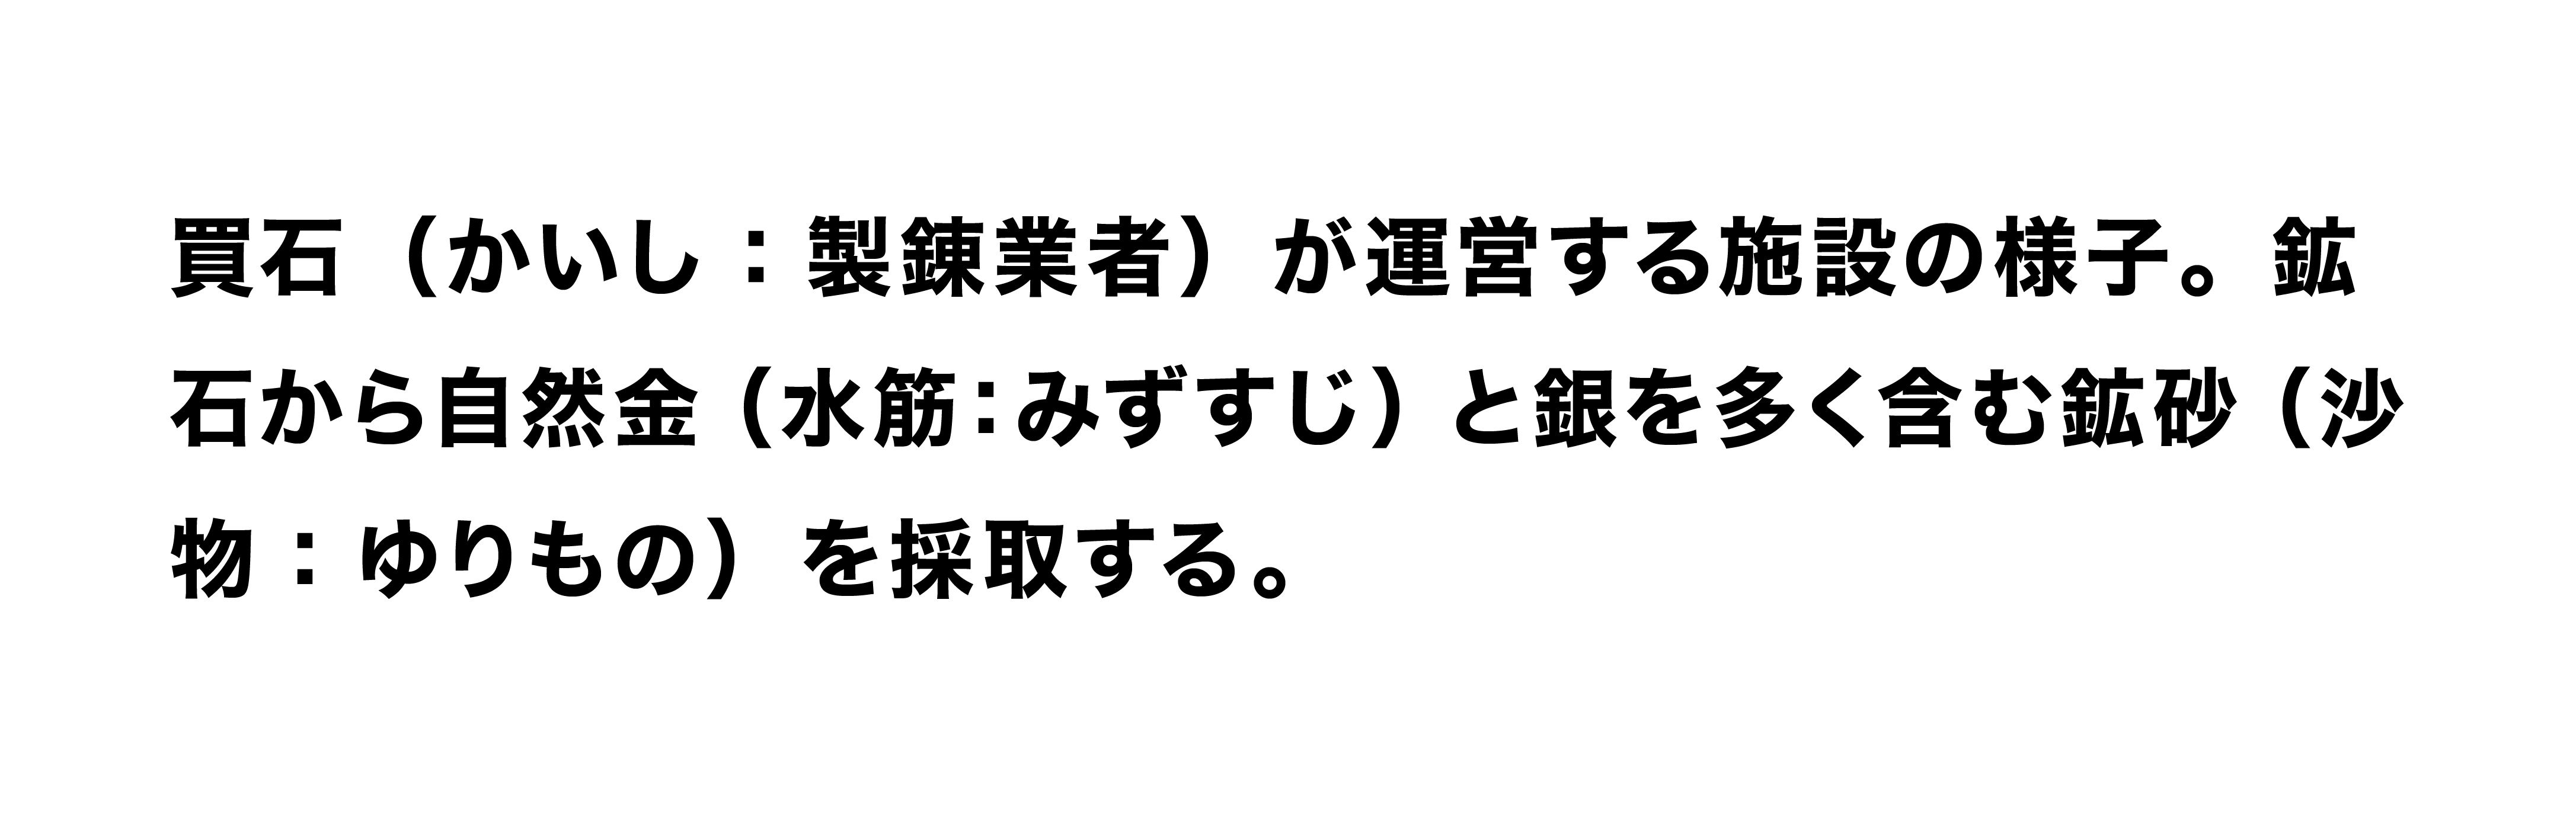 買石（かいし：製錬業者）が運営する施設の様子。鉱
石から自然金（水筋：みずすじ）と銀を多く含む鉱砂（沙
物：ゆりもの）を採取する。